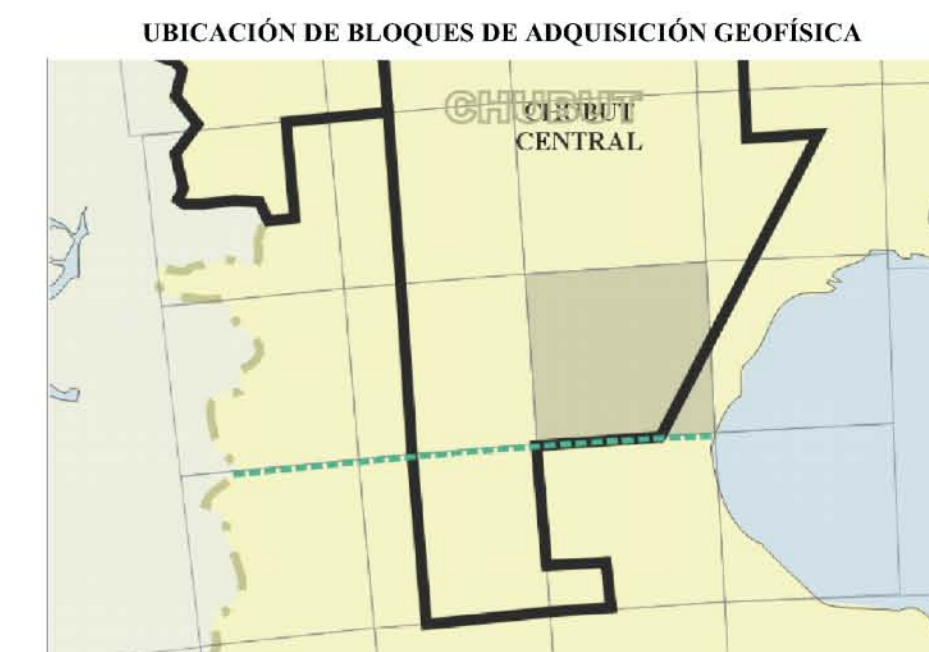 UBICACIÓN DE BLOQUES DE ADQUISICIÓN GEOFÍSICA
CHUBUT
CHUBUT
CENTRAL